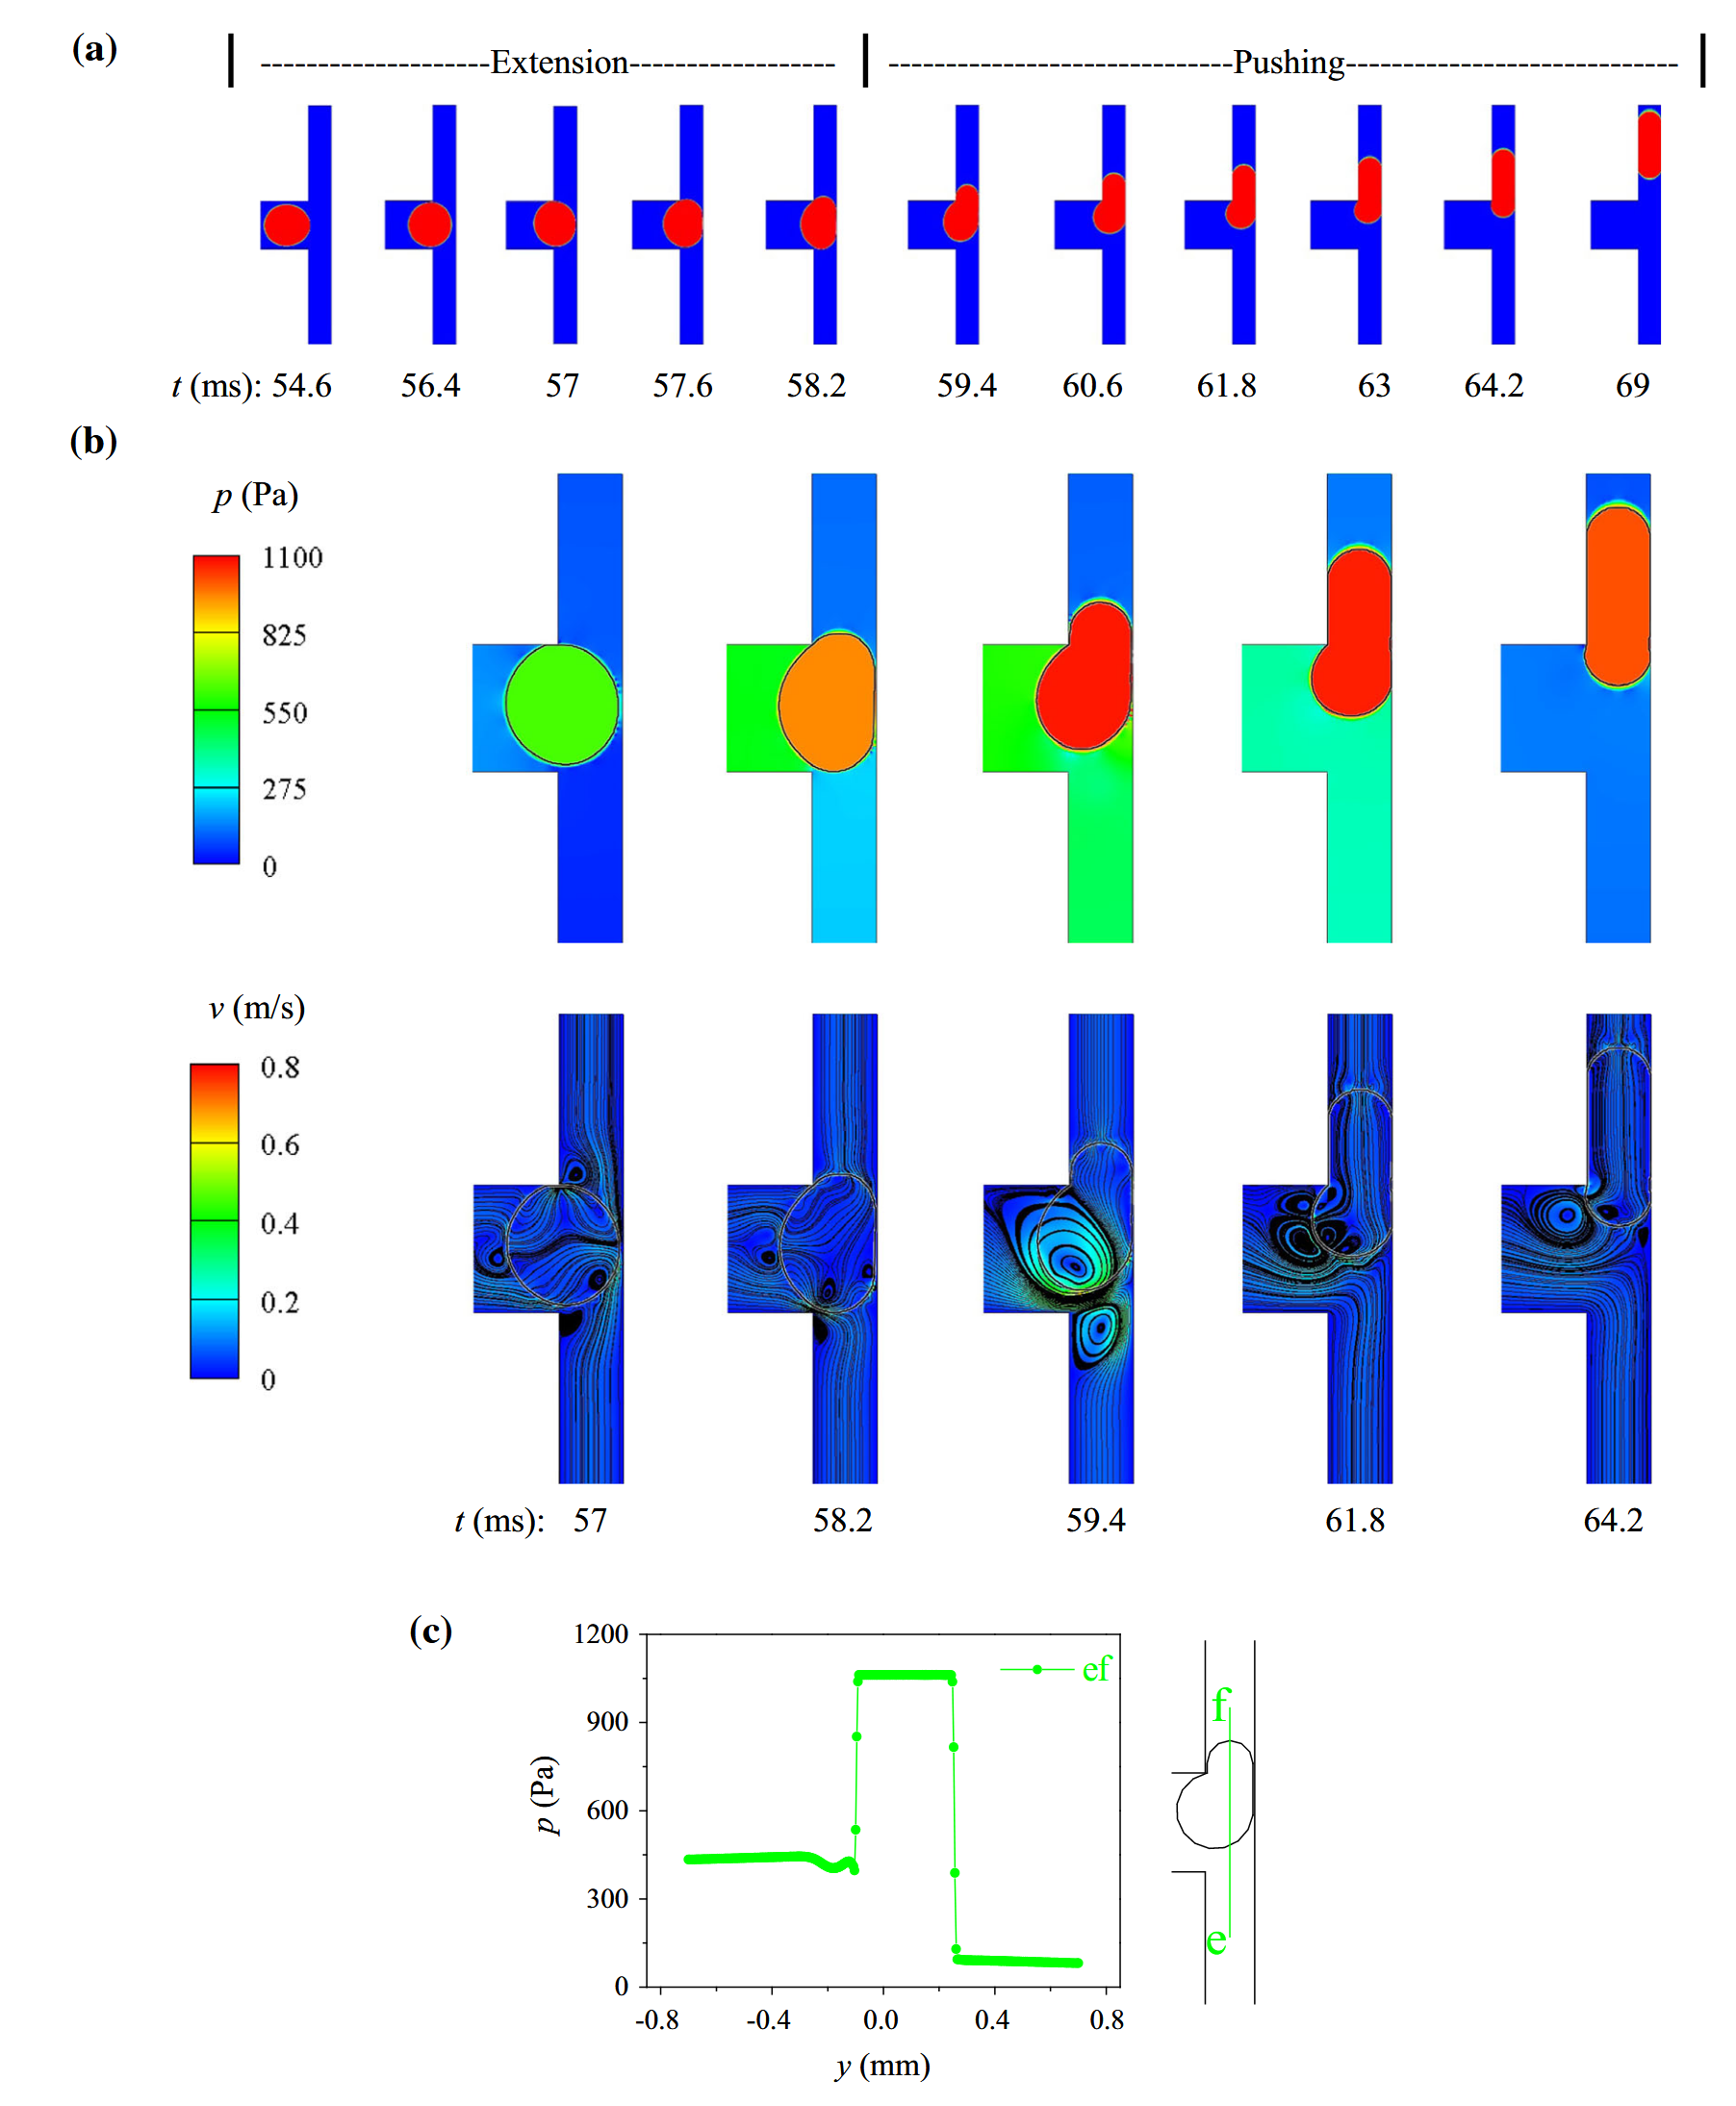 (a)
-------------------Extension----------------- ------------------------------Pushing-----------------------------
t (ms): 54.6 56.4 57 57.6 58.2 59.4 60.6 61.8 63 64.2 69
(b)
p (Pa)
1100
825
550
275
0
v (m/s)
0.8
0.6
0.4
0.2
0
t (ms): 57 58.2 59.4 61.8 64.2
(c)
1200
900
600
300
0
p (Pa)
ef
-0.8 -0.4 0.0 0.4 0.8
y (mm)
f
e